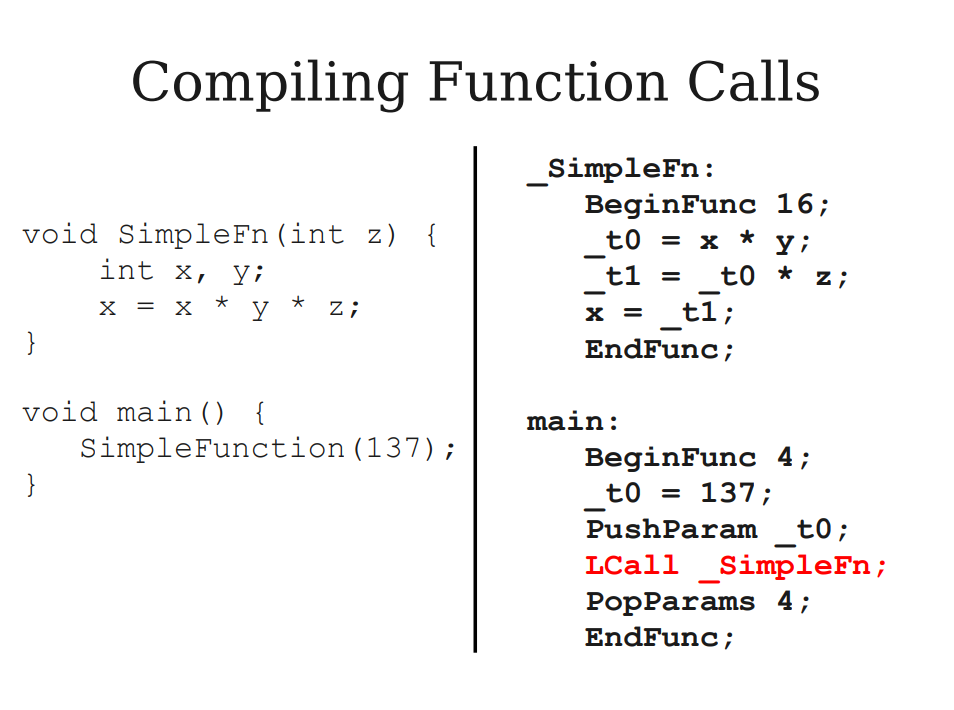 Compiling Function Calls
void SimpleFn(int z) {
    int x, y;
    x = x * y * z;
}
void main() {
   SimpleFunction(137);
}
_SimpleFn:
   BeginFunc 16;
   _t0 = x * y;
   _t1 = _t0 * z;
   x = _t1;
   EndFunc;
main:
   BeginFunc 4;
   _t0 = 137;
   PushParam _t0;
   LCall _SimpleFn;
   PopParams 4;
   EndFunc;